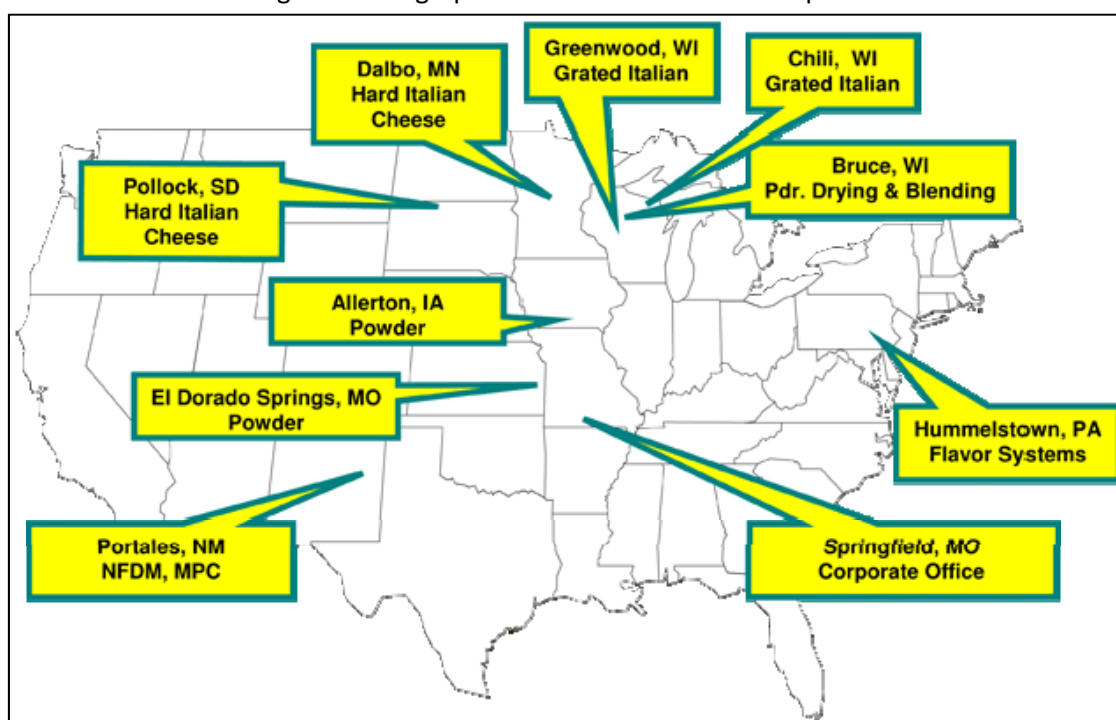 Greenwood, WI
Grated Italian
Chili, WI
Grated Italian
Dalbo, MN
Hard Italian
Cheese
Bruce, WI
Pdr. Drying & Blending
Pollock, SD
Hard Italian
Cheese
Allerton, IA
Powder
El Dorado Springs, MO
Powder
Hummelstown, PA
Flavor Systems
Portales, NM
NFDM, MPC
Springfield, MO
Corporate Office